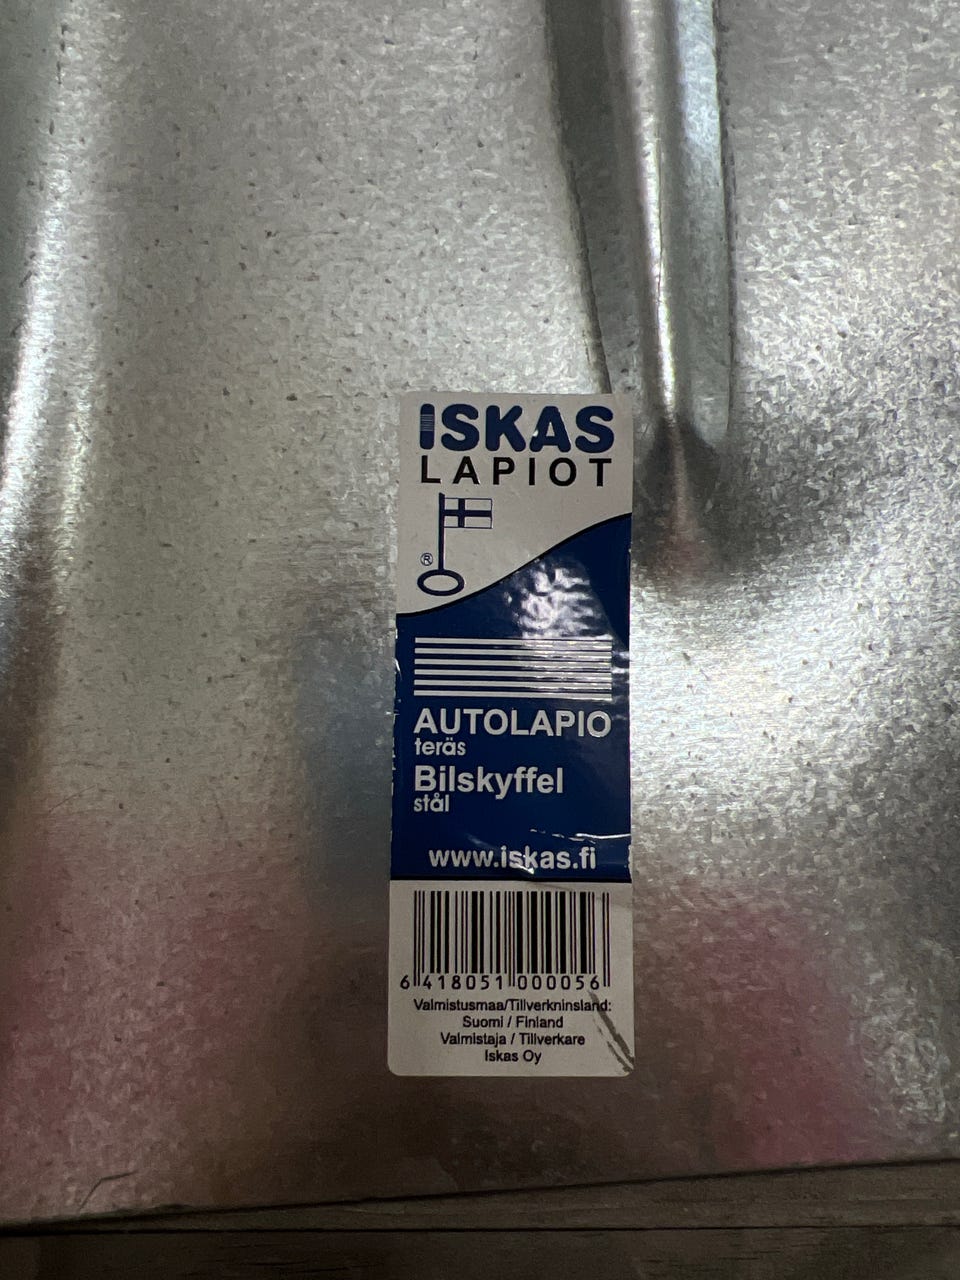 ISKAS
LAPIOT
®
AUTOLAPIO
teräs
Bilskyffel
stål
www.iskas.fi
6 418051 000056
Valmistusmaa/Tillverkninsland:
Suomi / Finland
Valmistaja / Tillverkare
Iskas Oy